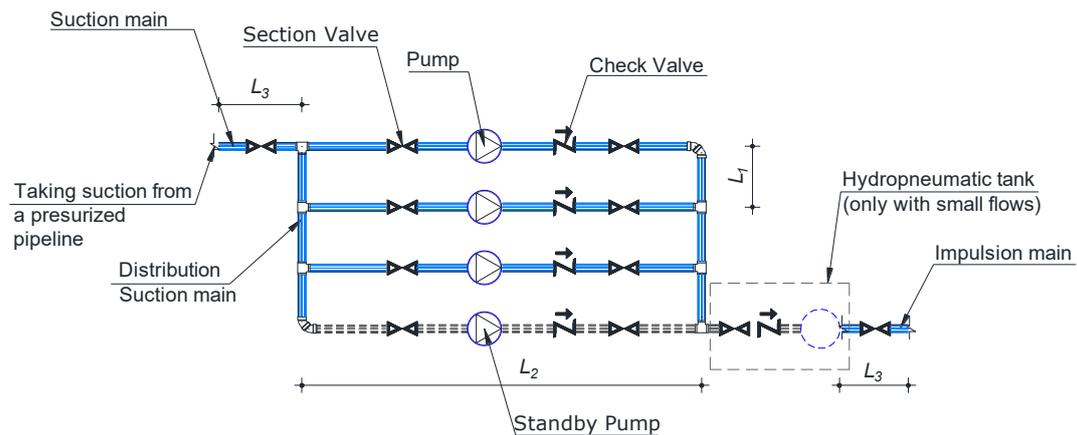 Suction main
Section Valve
Pump
Check Valve
L3
L1
Taking suction from
a presurized
pipeline
Hydropneumatic tank
(only with small flows)
Distribution
Suction main
Impulsion main
L2
L3
Standby Pump